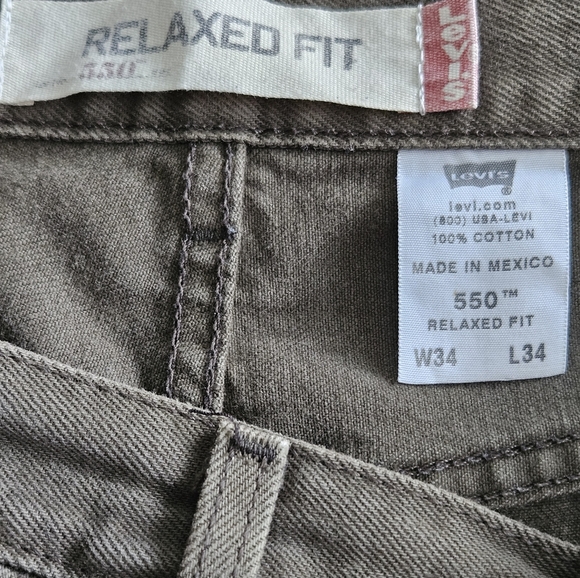 RELAXED FIT
550™
LEVI'S
Levi's
®
levi.com
(800) USA-LEVI
100% COTTON
MADE IN MEXICO
550™
RELAXED FIT
W34 L34